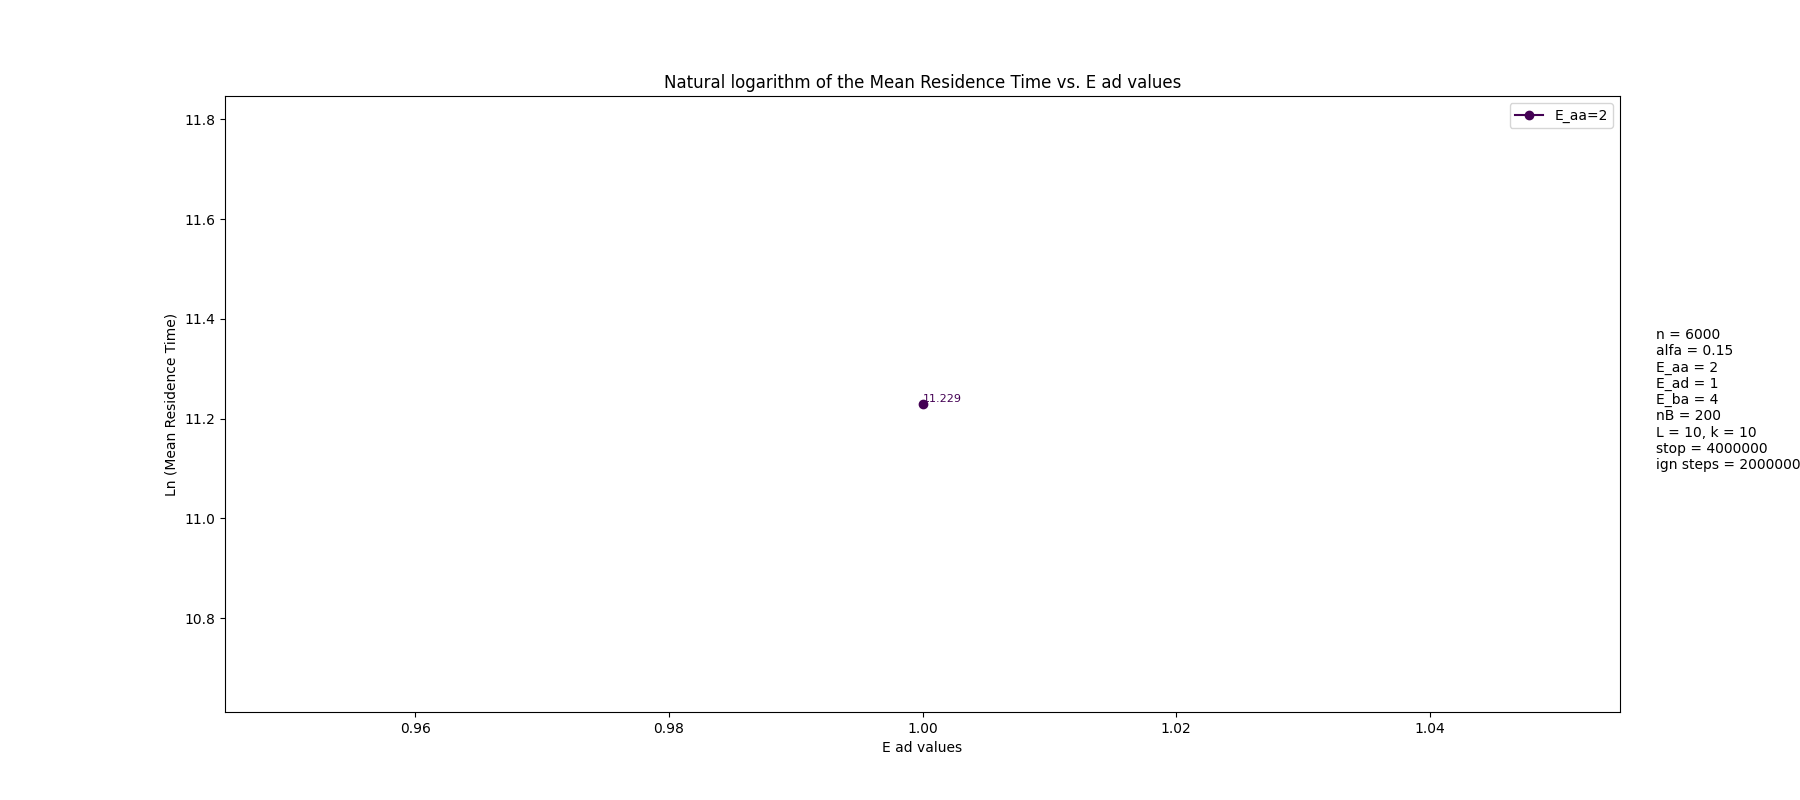 Natural logarithm of the Mean Residence Time vs. E ad values
11.8
11.6
11.4
11.2
11.0
10.8
Ln (Mean Residence Time)
E_aa=2
11.229
0.96
0.98
1.00
1.02
1.04
E ad values
n = 6000
alfa = 0.15
E_aa = 2
E_ad = 1
E_ba = 4
nB = 200
L = 10, k = 10
stop = 4000000
ign steps = 2000000